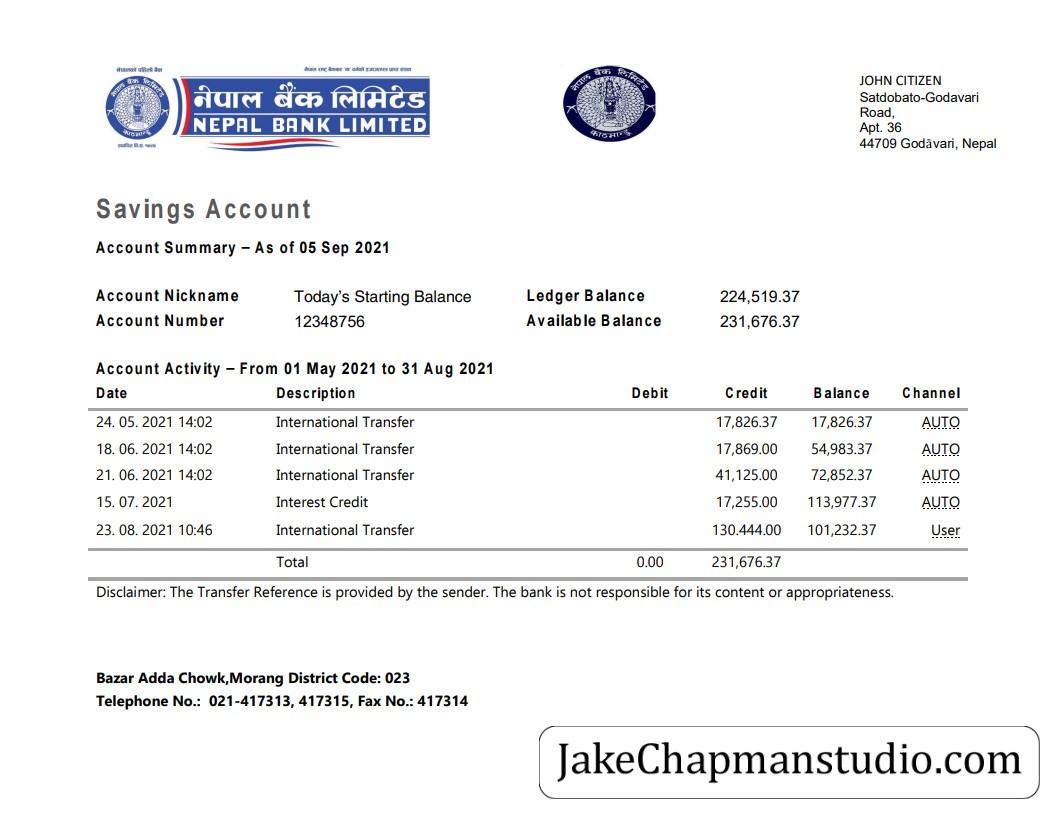 नेपालको पहिलो बैंक
नेपाल बैंक लिमिटेड
NEPAL BANK LIMITED
नेपाल बैंक लिमिटेड
काठमाण्डू
JOHN CITIZEN
Satdobato-Godavari
Road,
Apt. 36
44709 Godāvari, Nepal
Savings Account
Account Summary – As of 05 Sep 2021
Account Nickname Today's Starting Balance Ledger Balance 224,519.37
Account Number 12348756 Available Balance 231,676.37
Account Activity – From 01 May 2021 to 31 Aug 2021
Date Description Debit Credit Balance Channel
24. 05. 2021 14:02 International Transfer 17,826.37 17,826.37 AUTO
18. 06. 2021 14:02 International Transfer 17,869.00 54,983.37 AUTO
21. 06. 2021 14:02 International Transfer 41,125.00 72,852.37 AUTO
15. 07. 2021 Interest Credit 17,255.00 113,977.37 AUTO
23. 08. 2021 10:46 International Transfer 130.444.00 101,232.37 User
Total 0.00 231,676.37
Disclaimer: The Transfer Reference is provided by the sender. The bank is not responsible for its content or appropriateness.
Bazar Adda Chowk,Morang District Code: 023
Telephone No.: 021-417313, 417315, Fax No.: 417314
JakeChapmanstudio.com